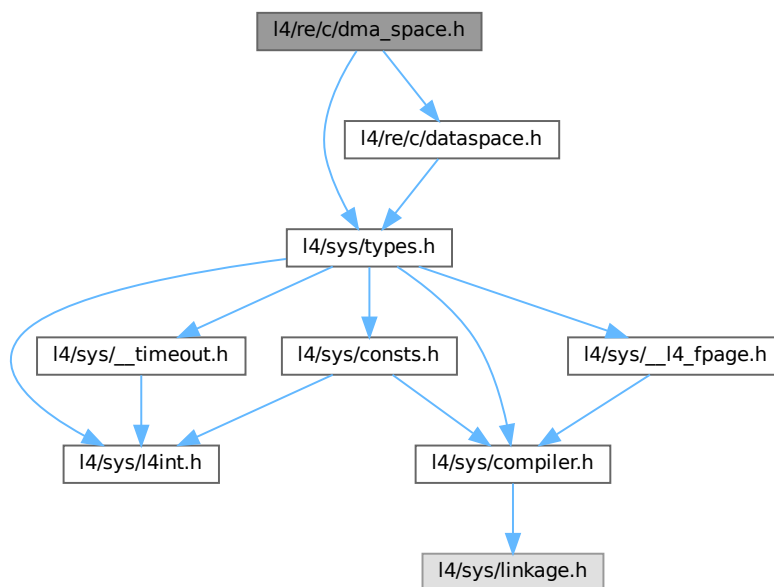 l4/re/c/dma_space.h
l4/re/c/dataspace.h
l4/sys/types.h
l4/sys/__timeout.h
l4/sys/consts.h
l4/sys/__l4_fpage.h
l4/sys/l4int.h
l4/sys/compiler.h
l4/sys/linkage.h